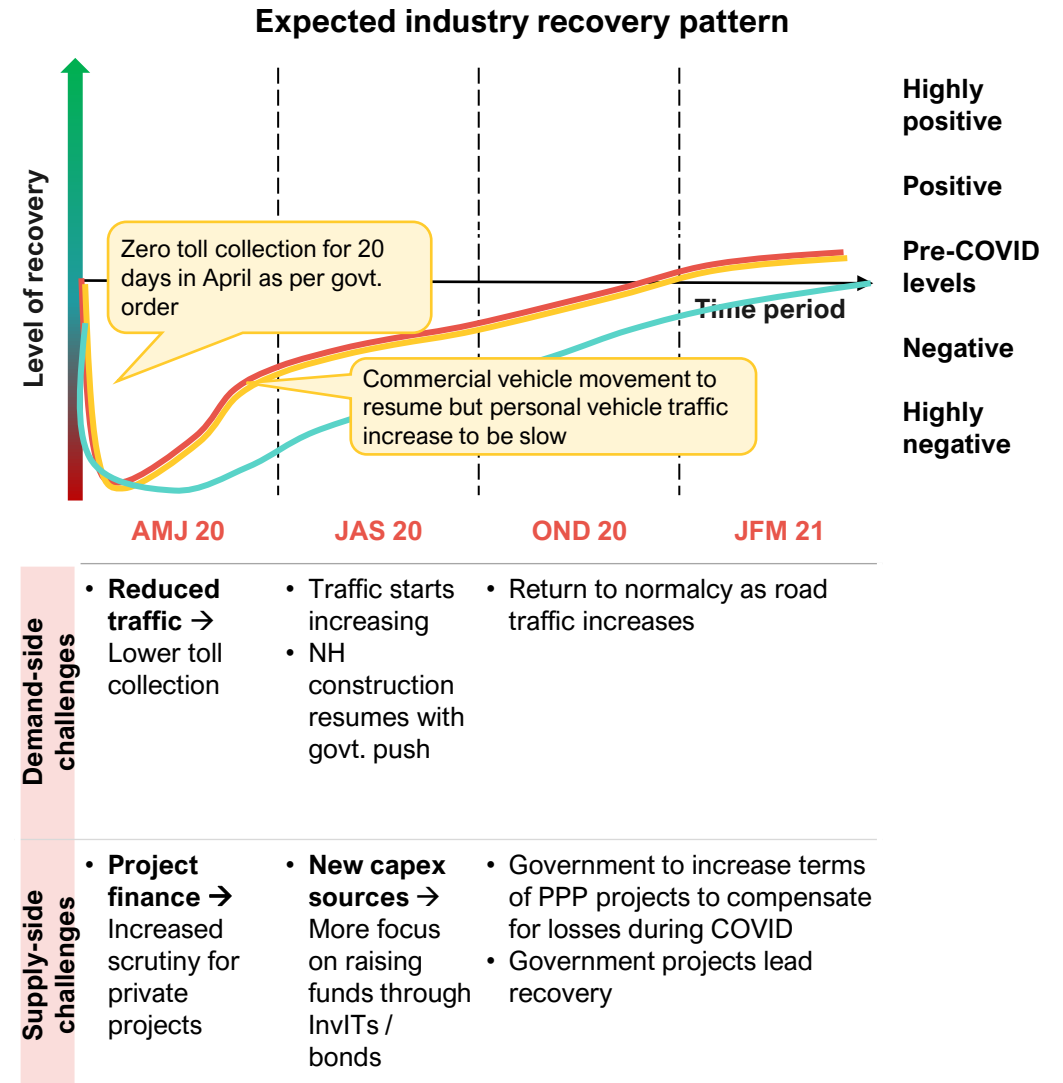 Expected industry recovery pattern
Level of recovery
Highly
positive
Positive
Pre-COVID
levels
Negative
Highly
negative
Zero toll collection for 20
days in April as per govt.
order
Time period
Commercial vehicle movement to
resume but personal vehicle traffic
increase to be slow
AMJ 20
JAS 20
OND 20
JFM 21
Demand-side
challenges
• Reduced
traffic →
Lower toll
collection
• Traffic starts
increasing
• NH
construction
resumes with
govt. push
• Return to normalcy as road
traffic increases
Supply-side
challenges
• Project
finance →
Increased
scrutiny for
private
projects
• New capex
sources →
More focus
on raising
funds through
InvITs /
bonds
• Government to increase terms
of PPP projects to compensate
for losses during COVID
• Government projects lead
recovery